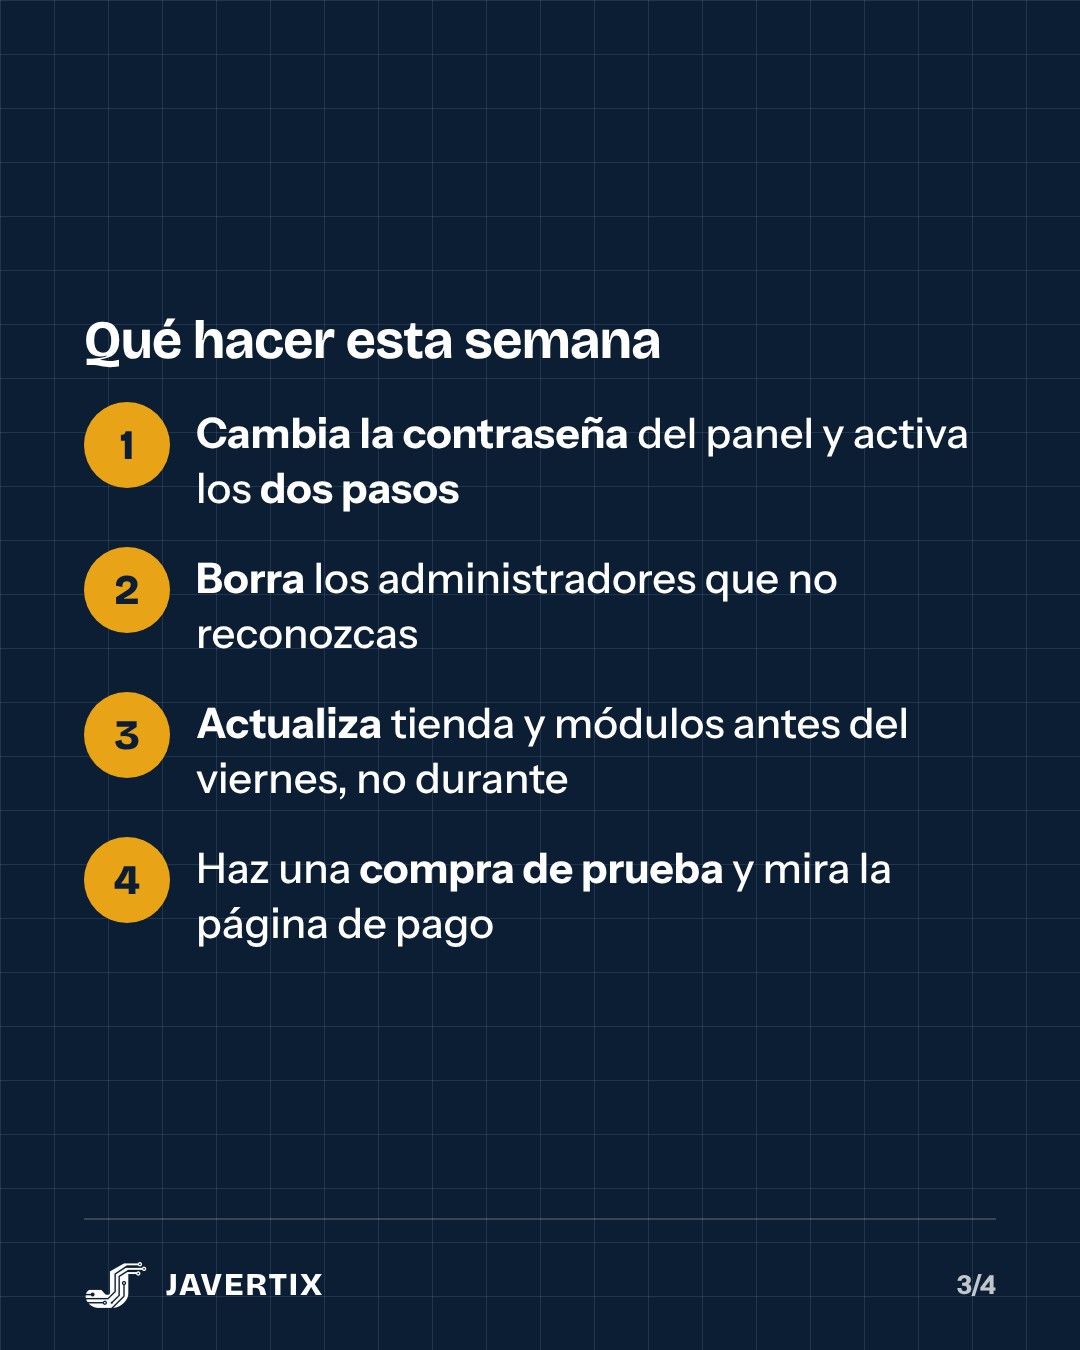 Qué hacer esta semana
1
Cambia la contraseña del panel y activa
los dos pasos
2
Borra los administradores que no
reconozcas
3
Actualiza tienda y módulos antes del
viernes, no durante
4
Haz una compra de prueba y mira la
página de pago
JAVERTIX
3/4